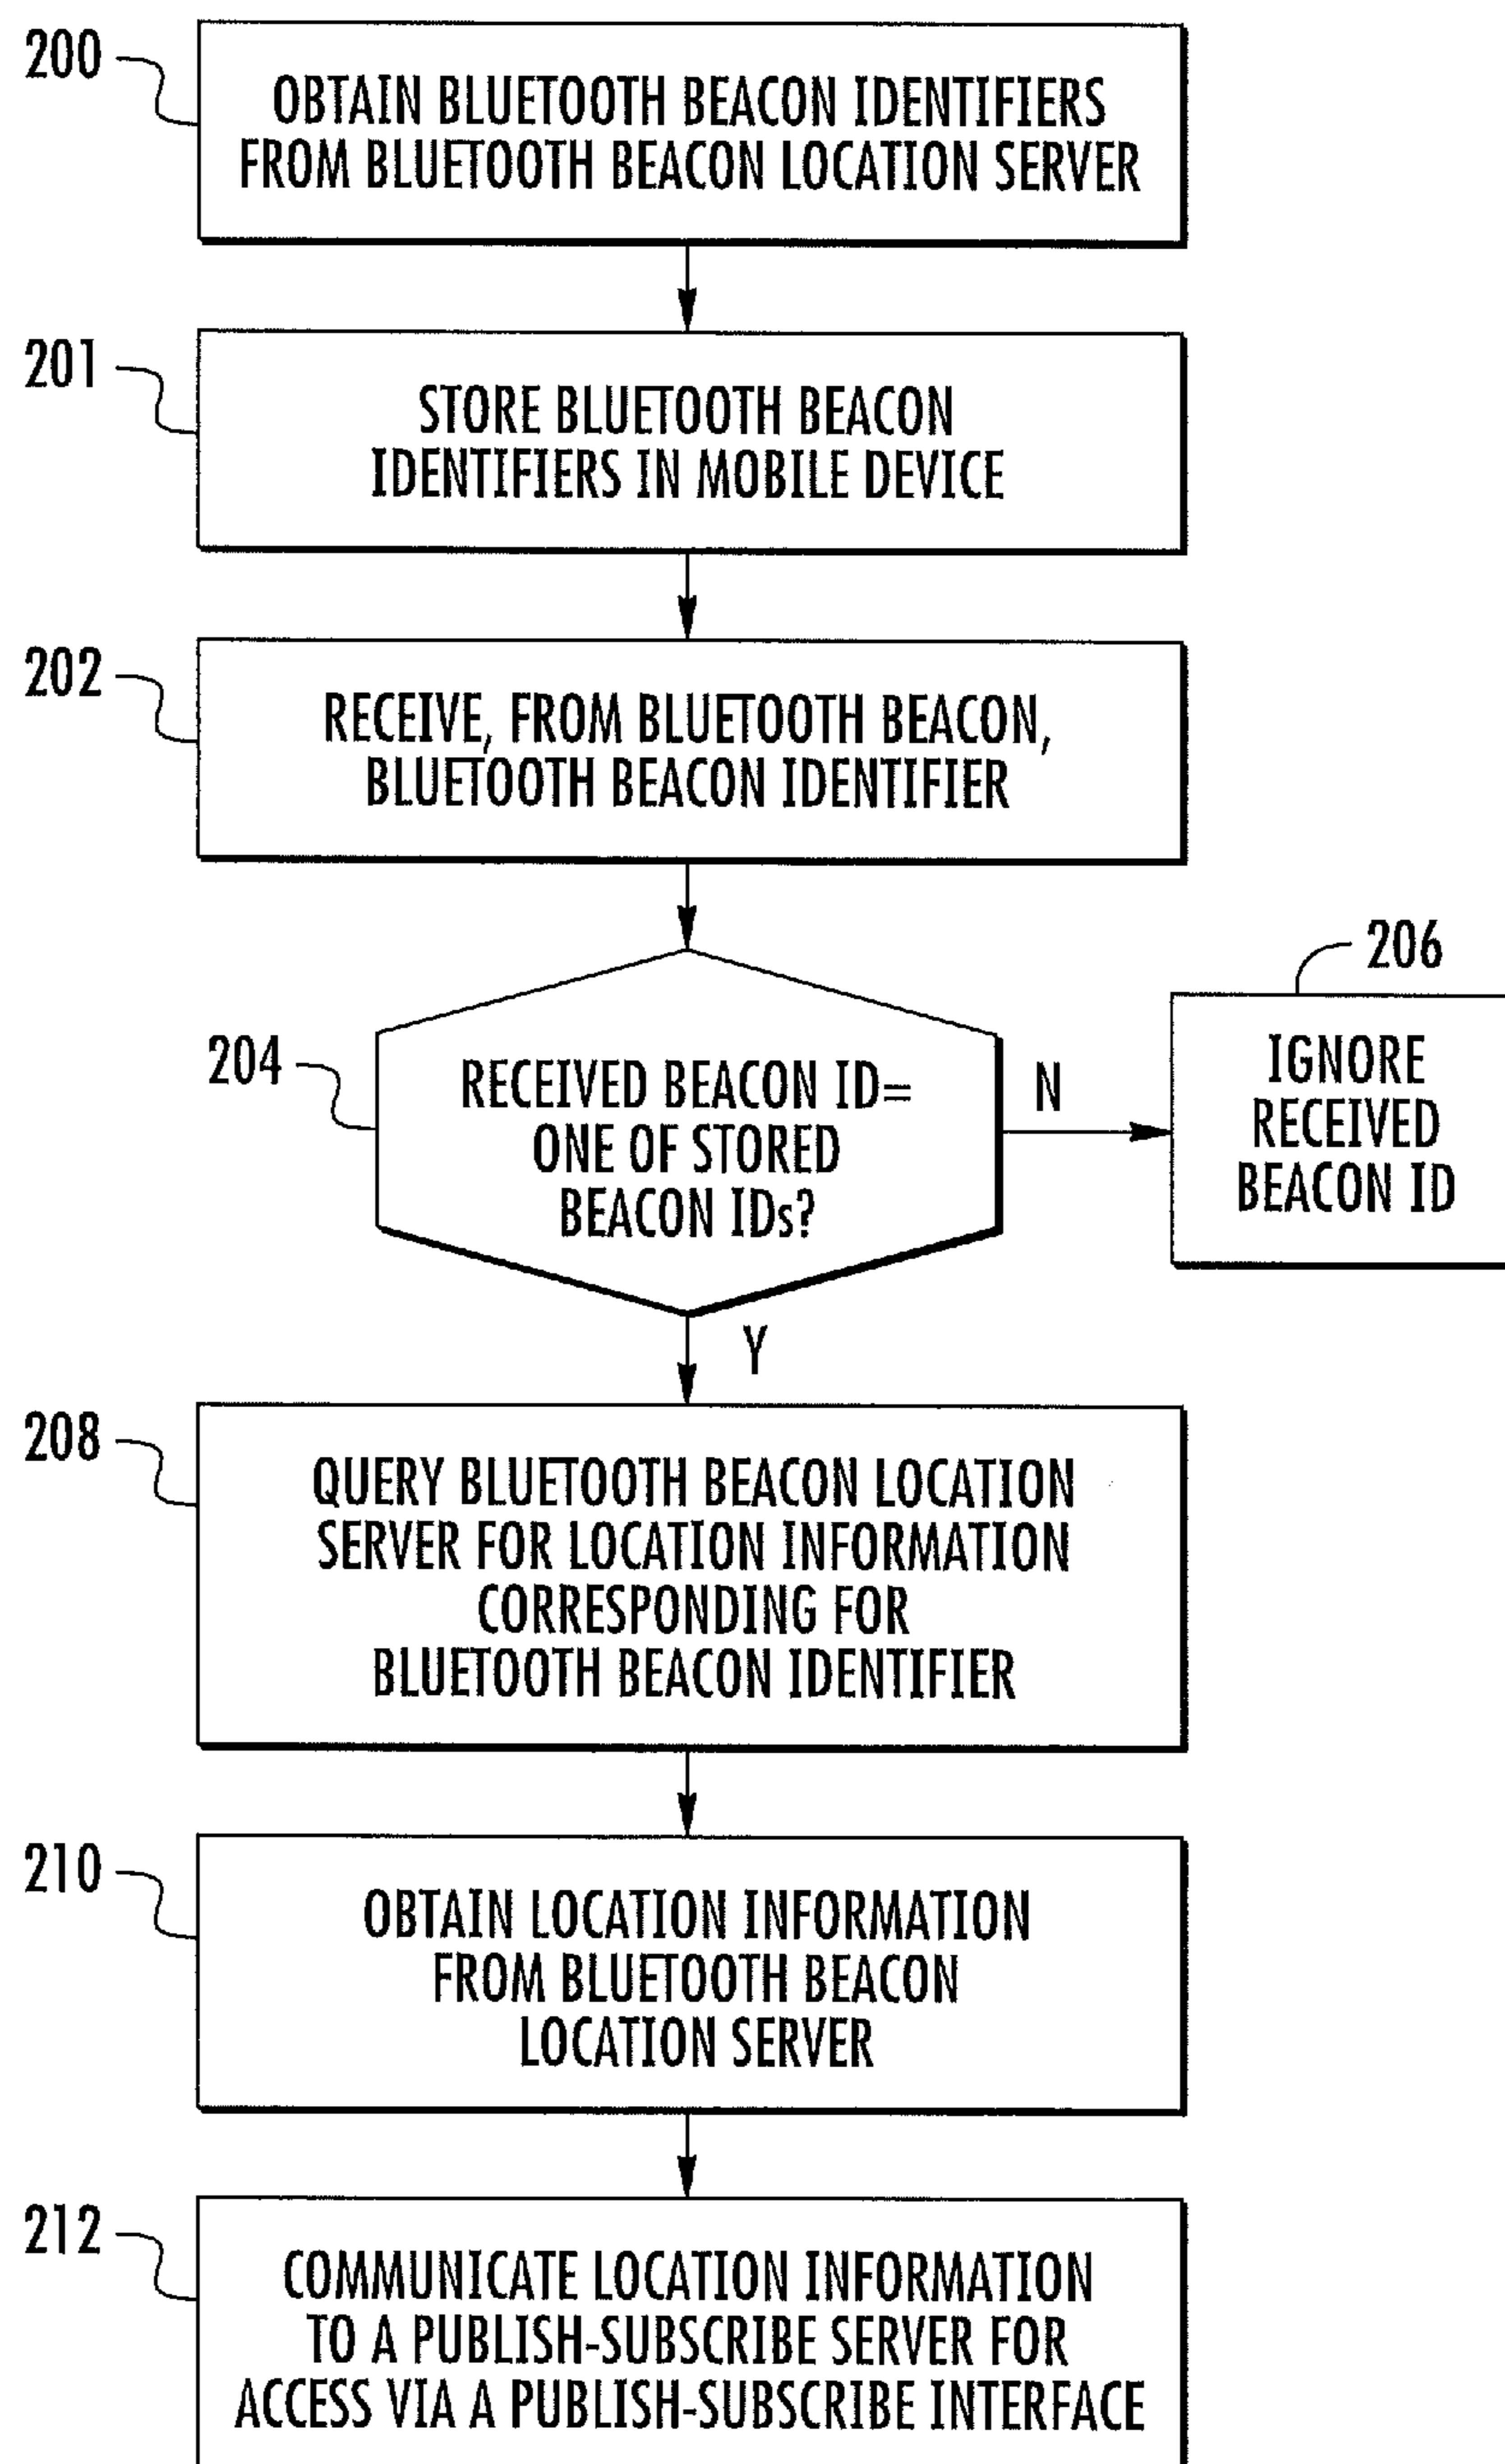 200
OBTAIN BLUETOOTH BEACON IDENTIFIERS
FROM BLUETOOTH BEACON LOCATION SERVER
201
STORE BLUETOOTH BEACON
IDENTIFIERS IN MOBILE DEVICE
202
RECEIVE, FROM BLUETOOTH BEACON,
BLUETOOTH BEACON IDENTIFIER
204
RECEIVED BEACON ID=
ONE OF STORED
BEACON IDs?
N
206
IGNORE
RECEIVED
BEACON ID
Y
208
QUERY BLUETOOTH BEACON LOCATION
SERVER FOR LOCATION INFORMATION
CORRESPONDING FOR
BLUETOOTH BEACON IDENTIFIER
210
OBTAIN LOCATION INFORMATION
FROM BLUETOOTH BEACON
LOCATION SERVER
212
COMMUNICATE LOCATION INFORMATION
TO A PUBLISH-SUBSCRIBE SERVER FOR
ACCESS VIA A PUBLISH-SUBSCRIBE INTERFACE